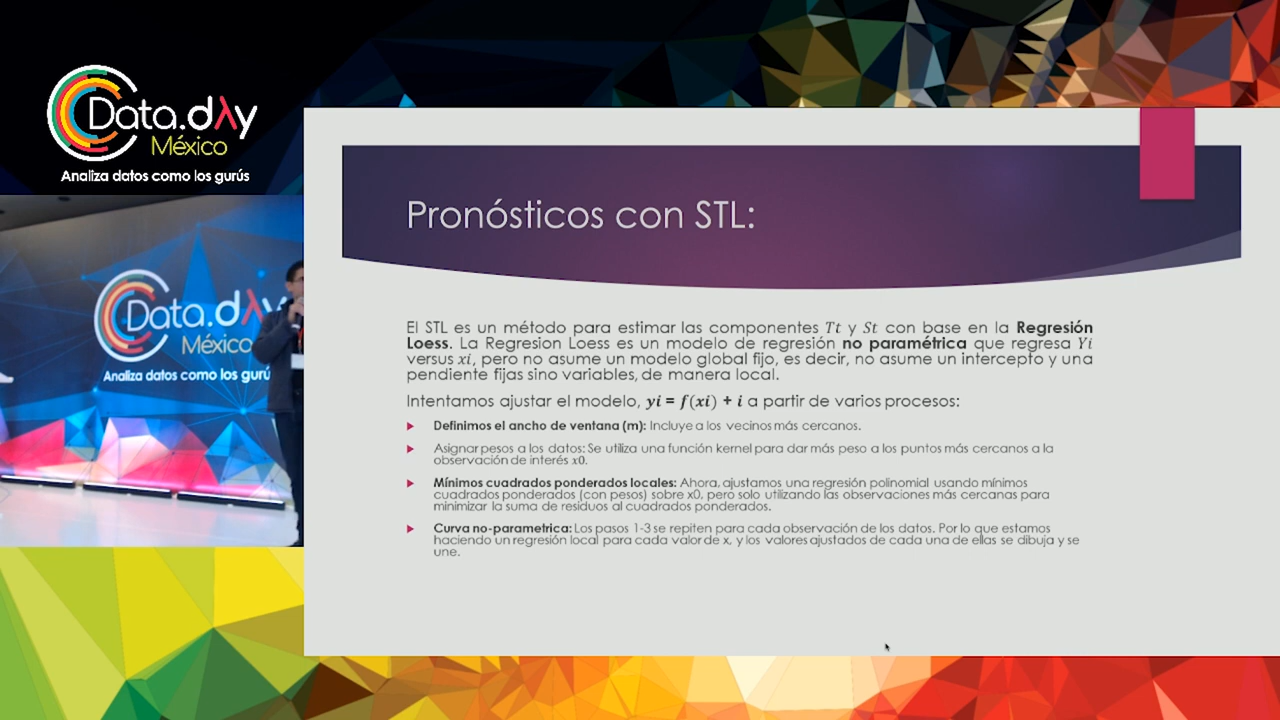 Data.dλy
México
Analiza datos como los gurús
Data.dλy
México
Analiza datos como los gurú
Pronósticos con STL:
El STL es un método para estimar las componentes Tt y St con base en la Regresión
Loess. La Regresion Loess es un modelo de regresión no paramétrica que regresa Yi
versus xi, pero no asume un modelo global fijo, es decir, no asume un intercepto y una
pendiente fijas sino variables, de manera local.
Intentamos ajustar el modelo, yi = f(xi) + i a partir de varios procesos:
Definimos el ancho de ventana (m): Incluye a los vecinos más cercanos.
Asignar pesos a los datos: Se utiliza una función kernel para dar más peso a los puntos más cercanos a la
observación de interés x0.
Mínimos cuadrados ponderados locales: Ahora, ajustamos una regresión polinomial usando mínimos
cuadrados ponderados (con pesos) sobre x0, pero solo utilizando las observaciones más cercanas para
minimizar la suma de residuos al cuadrados ponderados.
Curva no-parametrica: Los pasos 1-3 se repiten para cada observación de los datos. Por lo que estamos
haciendo un regresión local para cada valor de x, y los valores ajustados de cada una de ellas se dibuja y se
une.